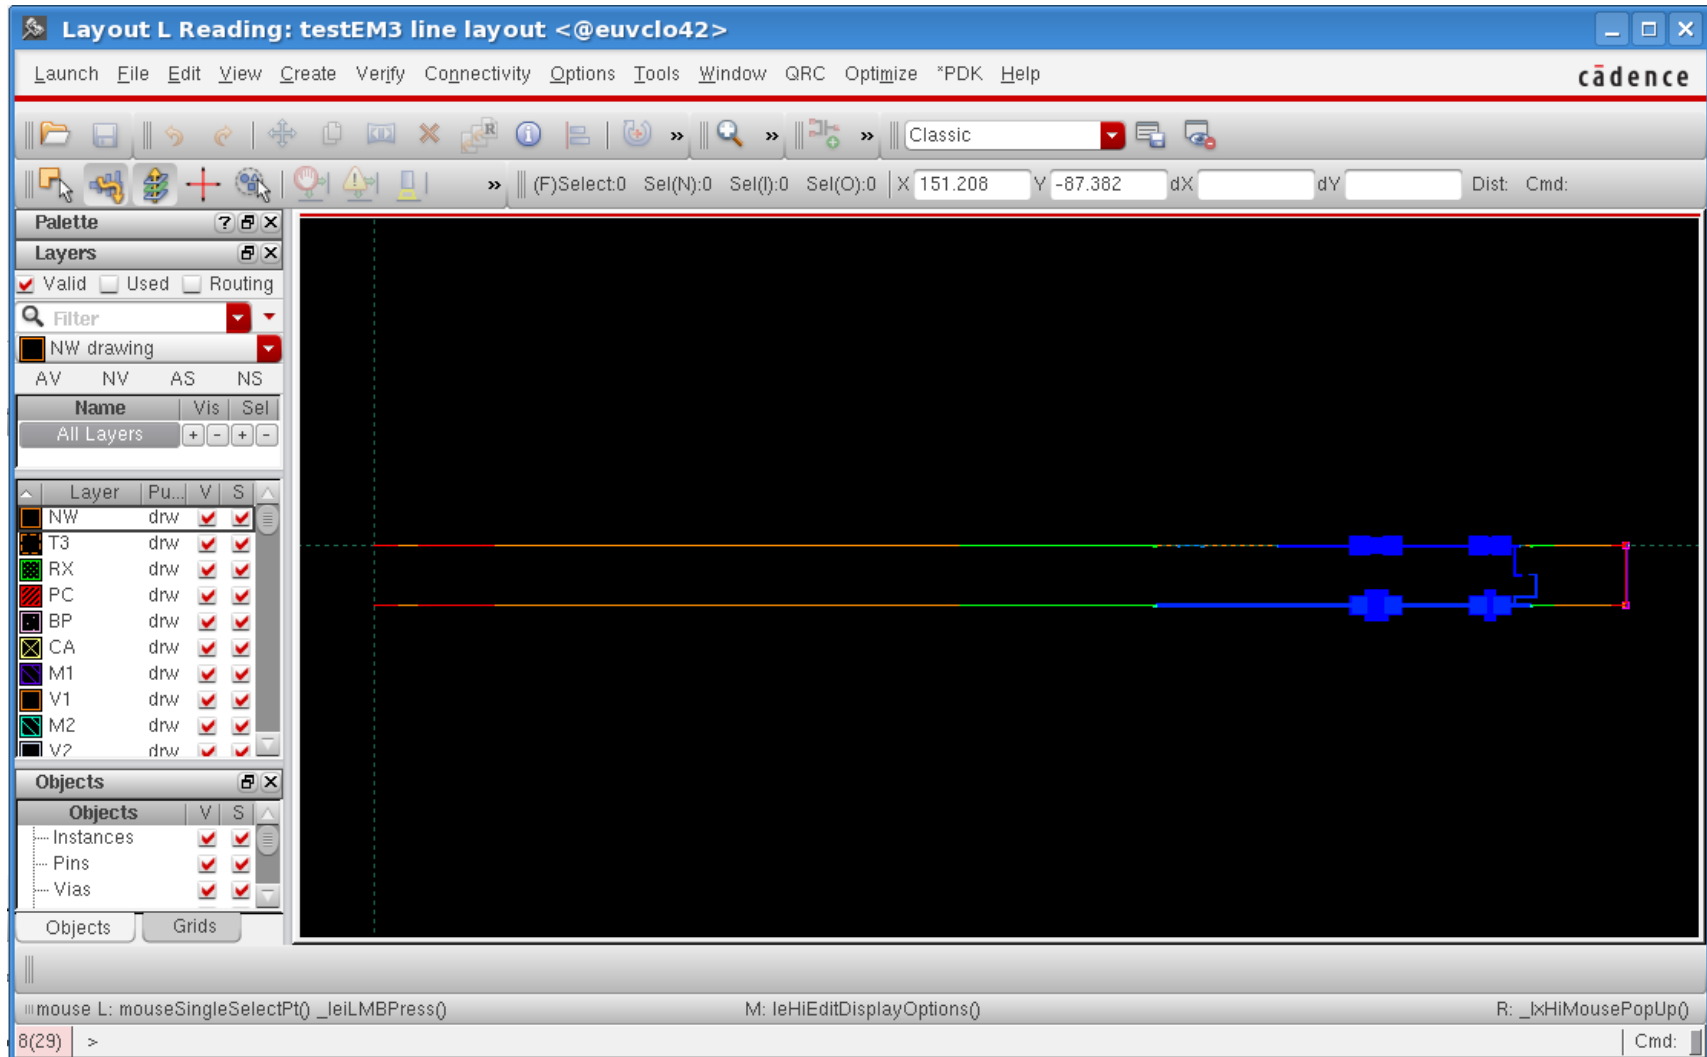 Layout L Reading: testEM3 line layout <@euvclo42>
Launch File Edit View Create Verify Connectivity Options Tools Window QRC Optimize *PDK Help
cādence
R » » » Classic
» (F)Select:0 Sel(N):0 Sel(I):0 Sel(O):0 X 151.208 Y -87.382 dX dY Dist: Cmd:
Palette
Layers
Valid Used Routing
Filter
NW drawing
AV NV AS NS
Name Vis Sel
All Layers + - + -
Layer Pu... V S
NW drw
T3 drw
RX drw
PC drw
BP drw
CA drw
M1 drw
V1 drw
M2 drw
V2 drw
Objects
Objects V S
Instances
Pins
Vias
Objects Grids
mouse L: mouseSingleSelectPt() _leiLMBPress() M: leHiEditDisplayOptions() R: _lxHiMousePopUp()
8(29) > Cmd: